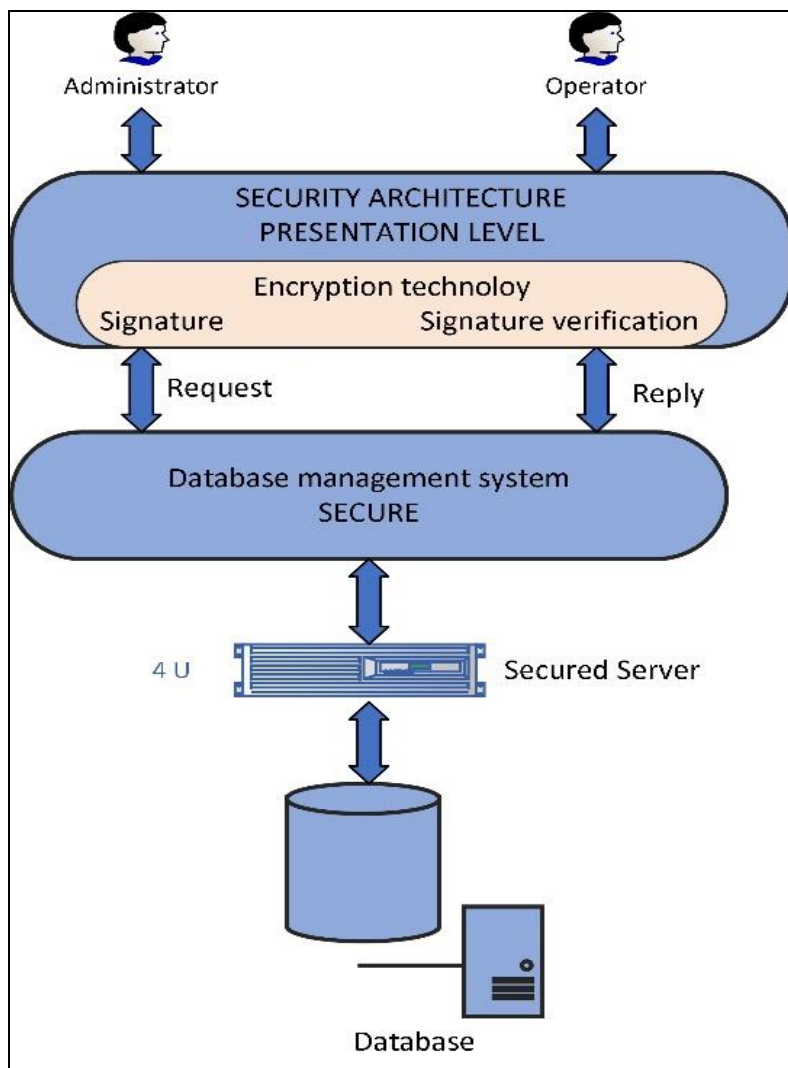 Administrator
Operator
SECURITY ARCHITECTURE
PRESENTATION LEVEL
Encryption technoloy
Signature
Signature verification
Request
Reply
Database management system
SECURE
4 U
Secured Server
Database